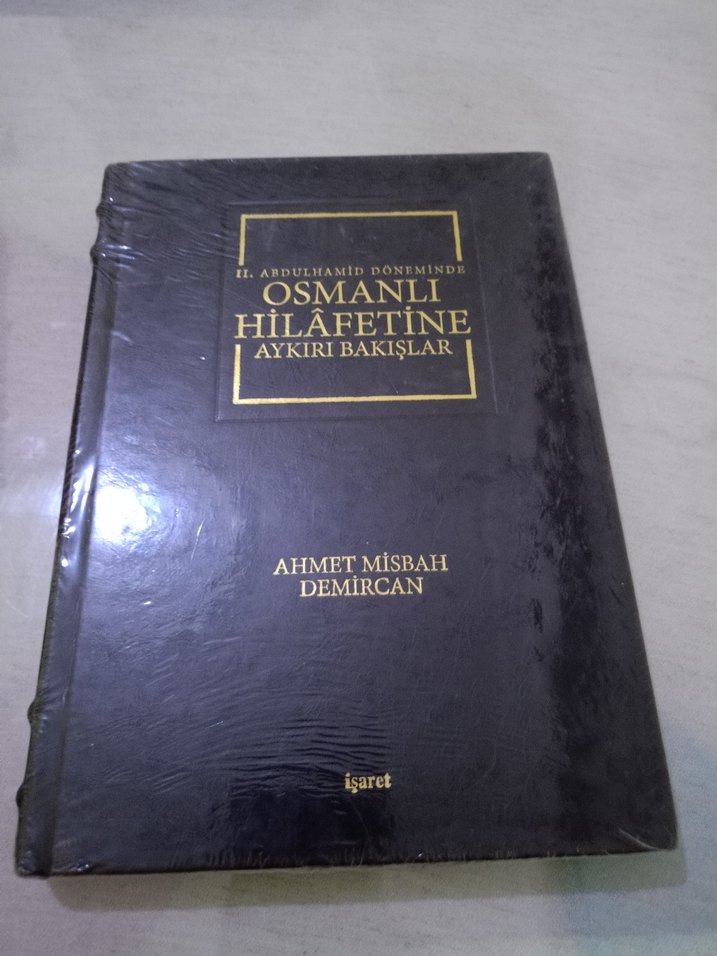 II. ABDULHAMİD DÖNEMİNDE
OSMANLI
HİLÂFETİNE
AYKIRI BAKIŞLAR
AHMET MİSBAH
DEMİRCAN
işaret